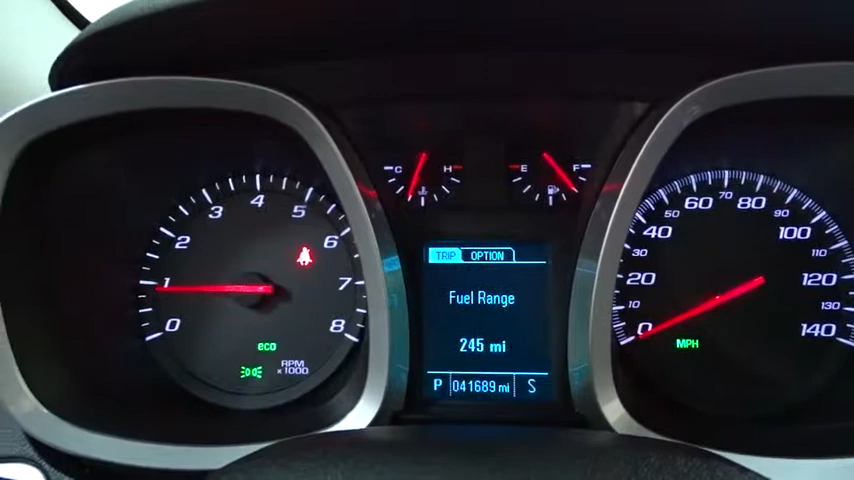 0 1 2 3 4 5 6 7 8
eco
RPM
×1000
C H
E F
TRIP OPTION
Fuel Range
245 mi
P 041689 mi S
0 10 20 30 40 50 60 70 80 90 100 110 120 130 140
MPH